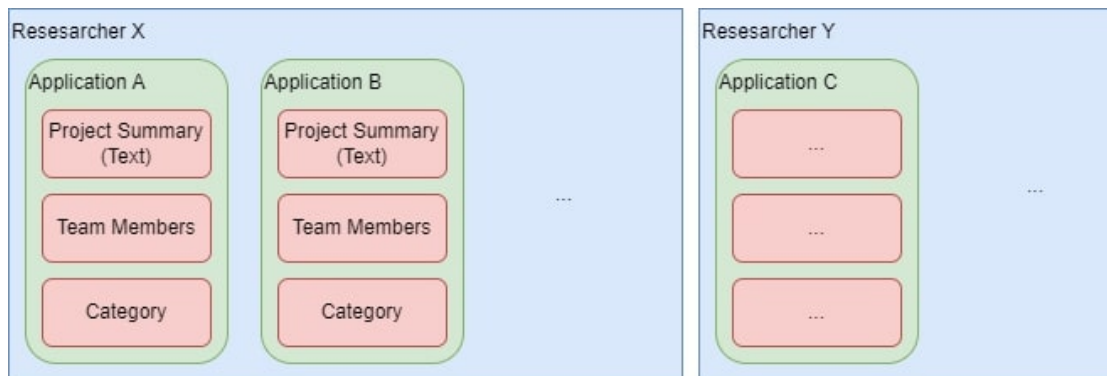 Resesarcher X
Application A
Project Summary
(Text)
Team Members
Category
Application B
Project Summary
(Text)
Team Members
Category
...
Resesarcher Y
Application C
...
...
...
...